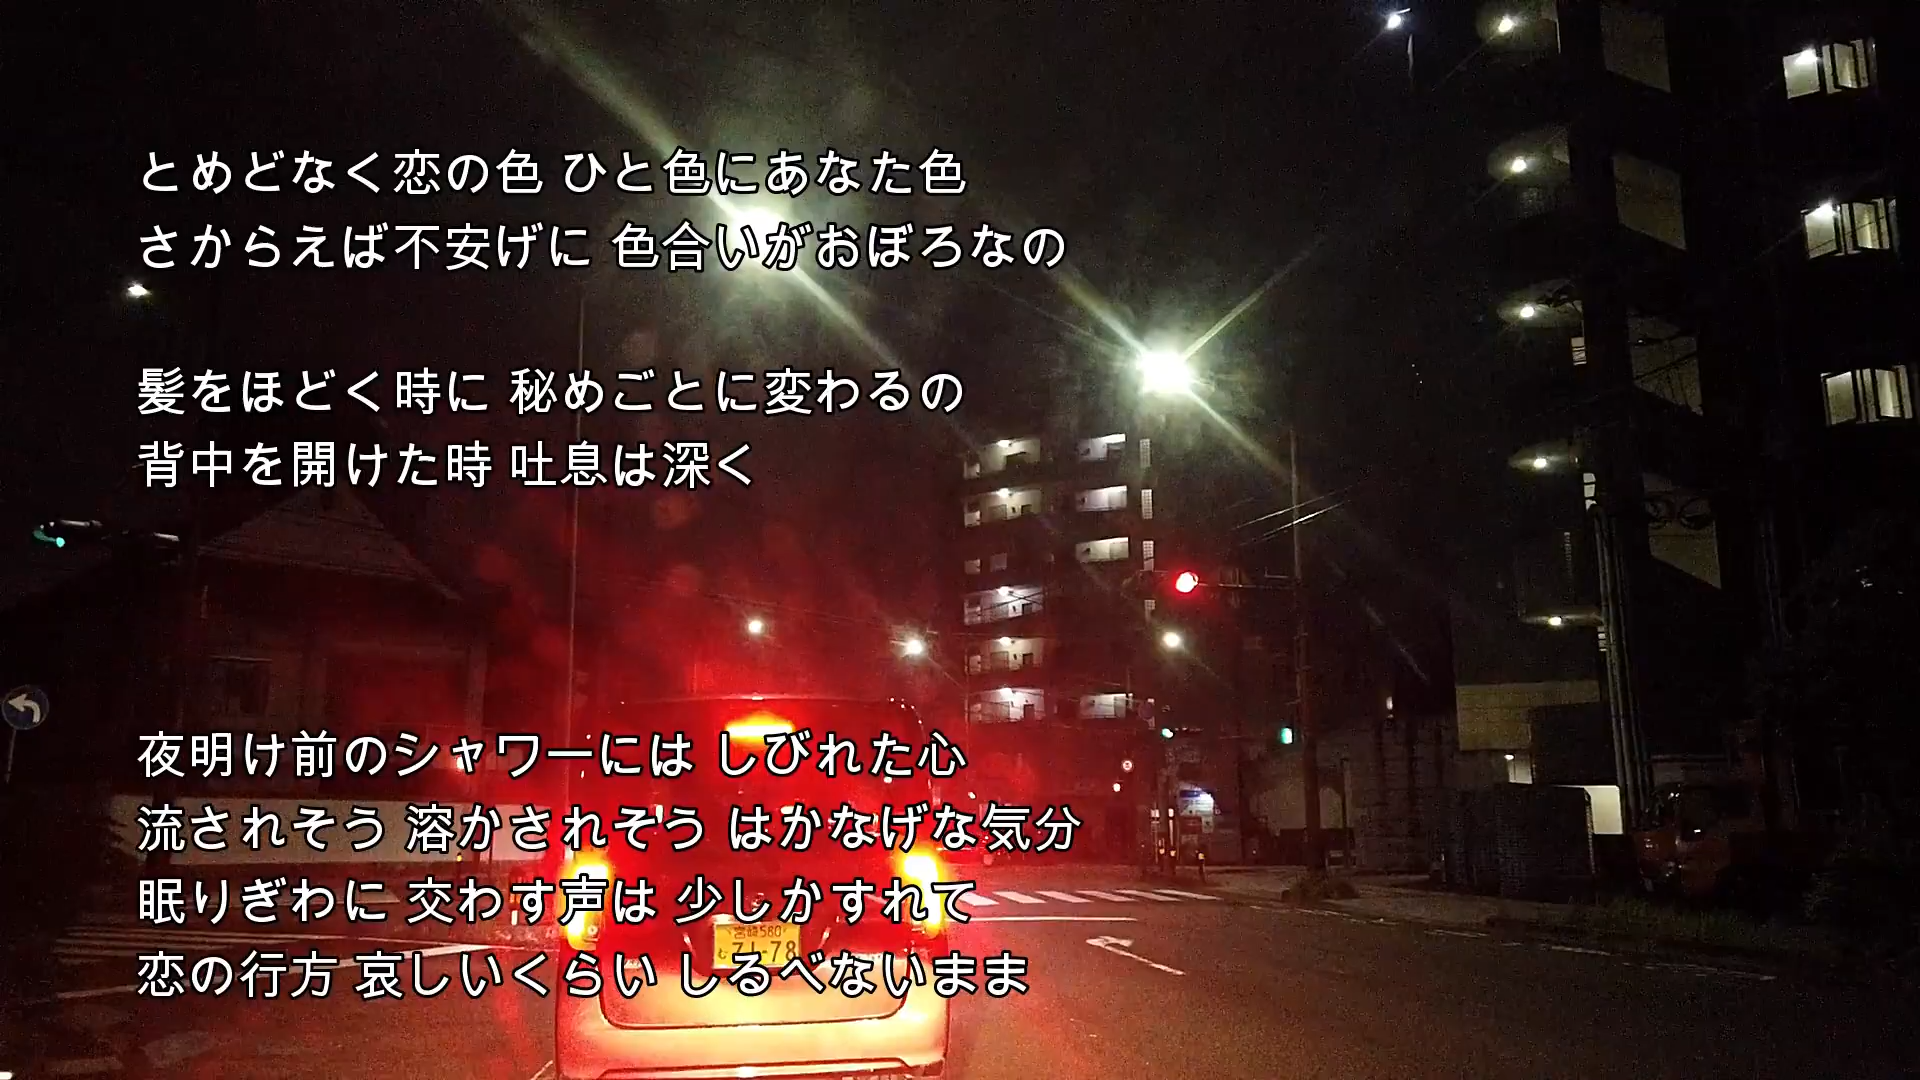 とめどなく恋の色 ひと色にあなた色
さからえば不安げに 色合いがおぼろなの
髪をほどく時に 秘めごとに変わるの
背中を開けた時 吐息は深く
夜明け前のシャワーには しびれた心
流されそう 溶かされそう はかなげな気分
眠りぎわに 交わす声は 少しかすれて
宮崎580
恋の行方 哀しいくらい しるべないまま